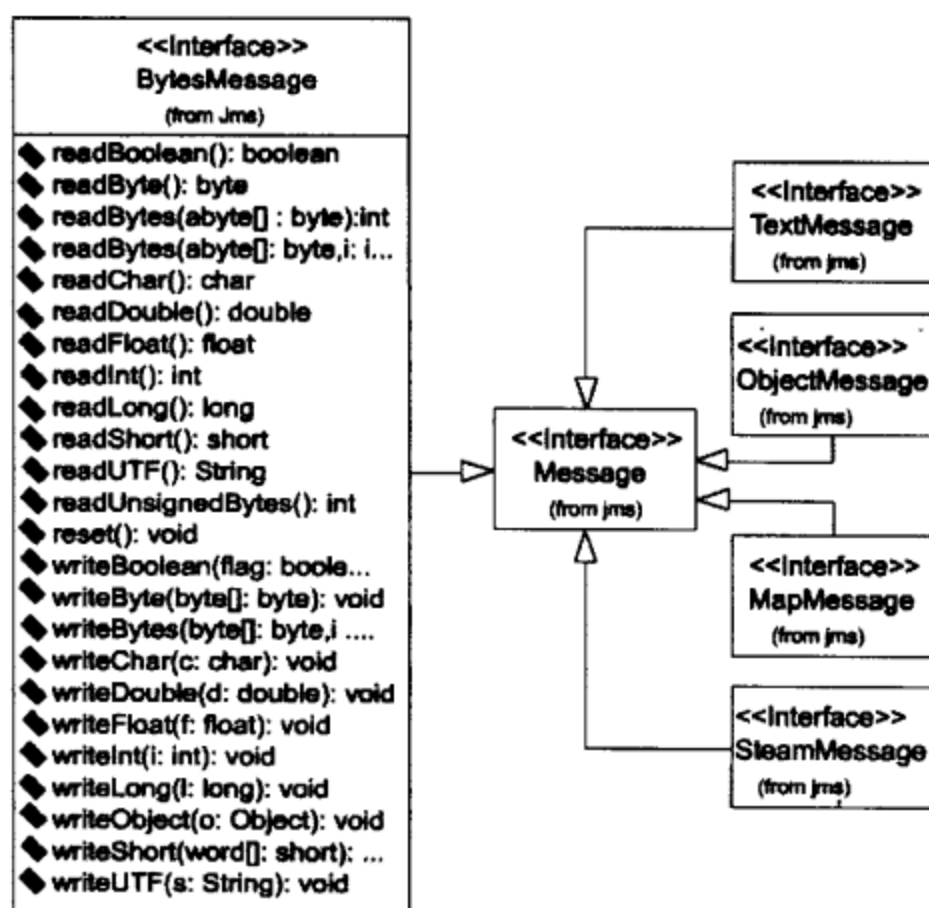 <<Interface>>
BytesMessage
(from Jms)
readBoolean(): boolean
readByte(): byte
readBytes(abyte[] : byte):int
readBytes(abyte[]: byte,i: i...
readChar(): char
readDouble(): double
readFloat(): float
readInt(): int
readLong(): long
readShort(): short
readUTF(): String
readUnsignedBytes(): int
reset(): void
writeBoolean(flag: boole...
writeByte(byte[]: byte): void
writeBytes(byte[]: byte,i ....
writeChar(c: char): void
writeDouble(d: double): void
writeFloat(f: float): void
writeInt(i: int): void
writeLong(l: long): void
writeObject(o: Object): void
writeShort(word[]: short): ...
writeUTF(s: String): void
<<Interface>>
Message
(from jms)
<<Interface>>
TextMessage
(from jms)
<<Interface>>
ObjectMessage
(from jms)
<<Interface>>
MapMessage
(from jms)
<<Interface>>
SteamMessage
(from jms)